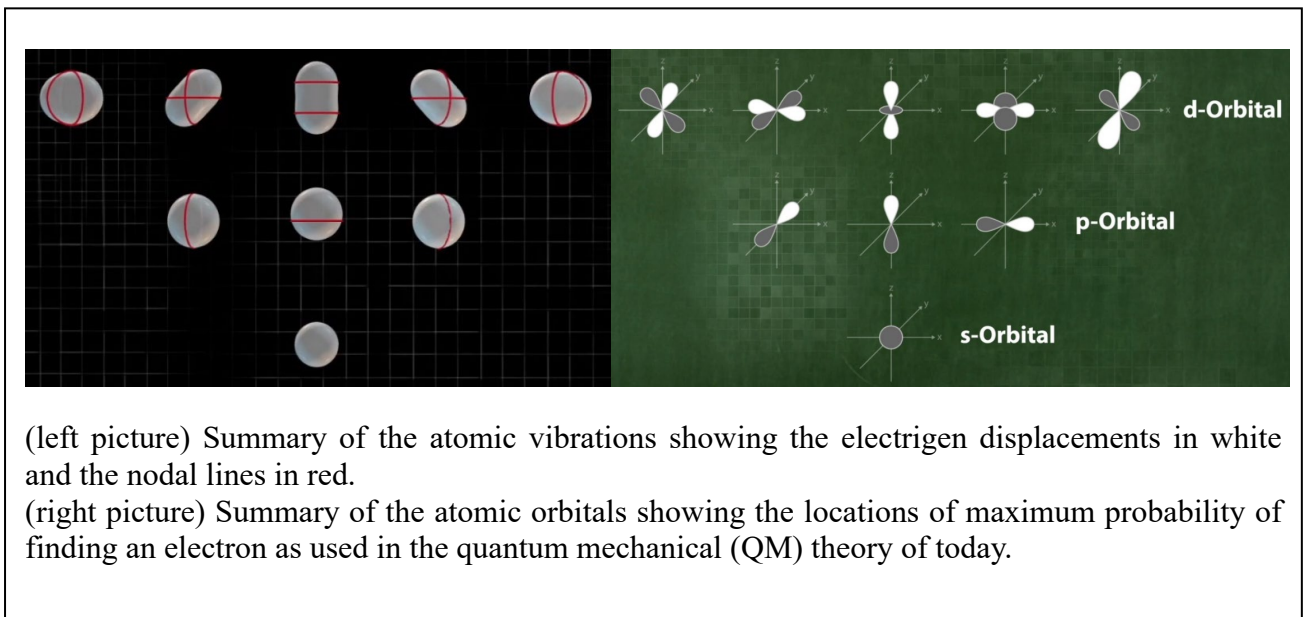 z
y
x
z
y
x
z
y
x
z
y
x
z
y
x
d-Orbital
z
y
x
z
y
x
z
y
x
p-Orbital
z
y
x
s-Orbital
(left picture) Summary of the atomic vibrations showing the electrigen displacements in white
and the nodal lines in red.
(right picture) Summary of the atomic orbitals showing the locations of maximum probability of
finding an electron as used in the quantum mechanical (QM) theory of today.